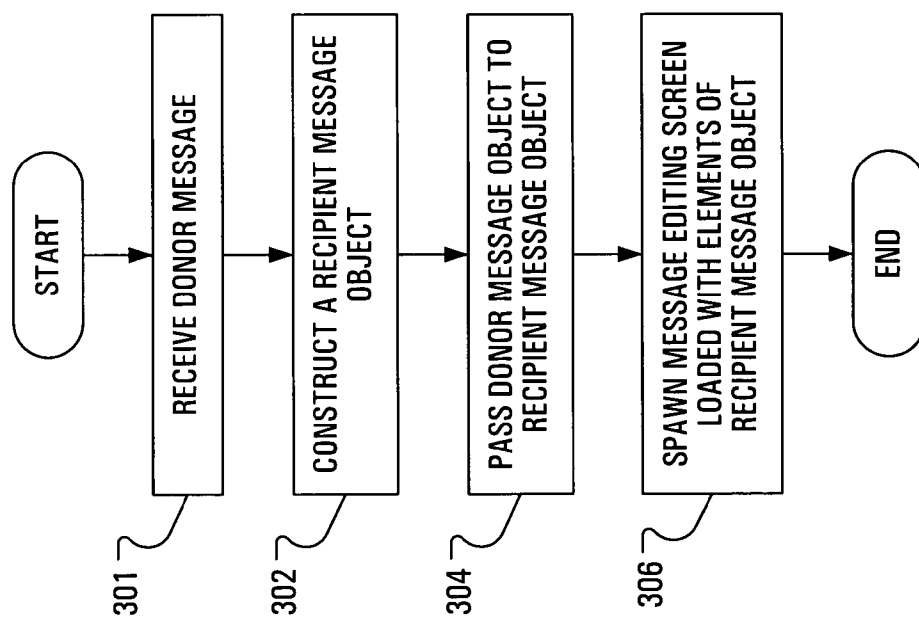 START
301
RECEIVE DONOR MESSAGE
302
CONSTRUCT A RECIPIENT MESSAGE
OBJECT
304
PASS DONOR MESSAGE OBJECT TO
RECIPIENT MESSAGE OBJECT
306
SPAWN MESSAGE EDITING SCREEN
LOADED WITH ELEMENTS OF
RECIPIENT MESSAGE OBJECT
END